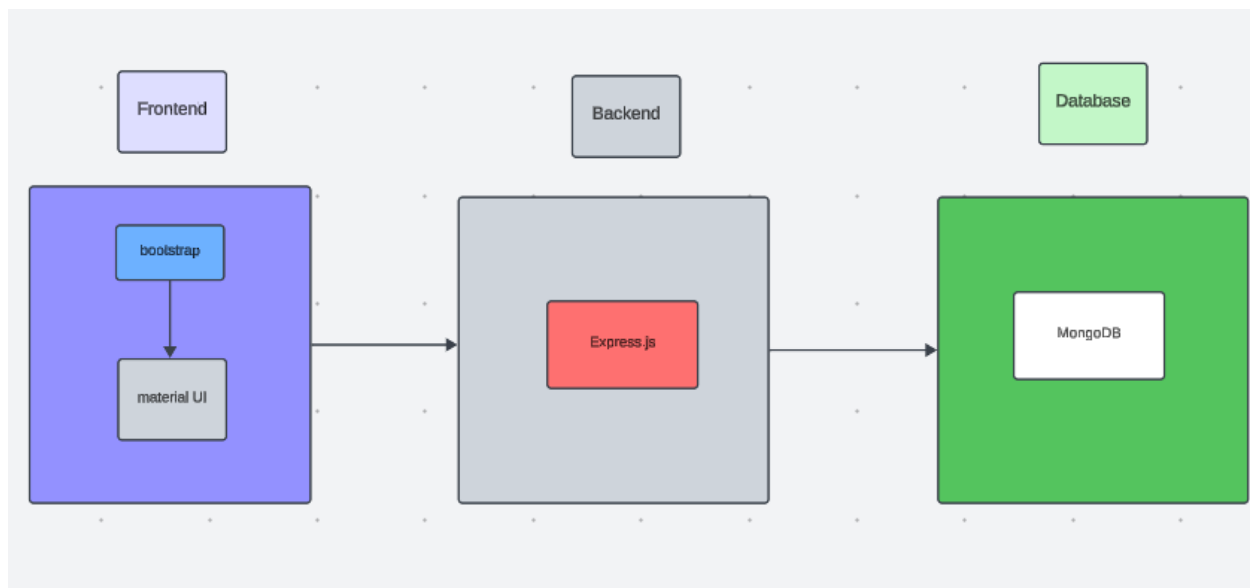 Frontend
Backend
Database
bootstrap
material UI
Express.js
MongoDB